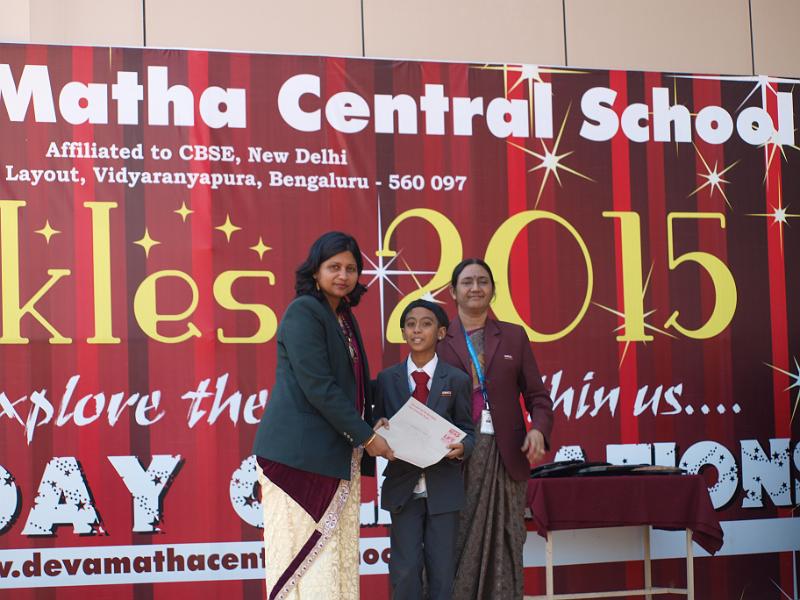 Matha Central School
Affiliated to CBSE, New Delhi
Layout, Vidyaranyapura, Bengaluru - 560 097
kles 2015
xplore the thin us....
DAY C ATIONS
w.devamathacent